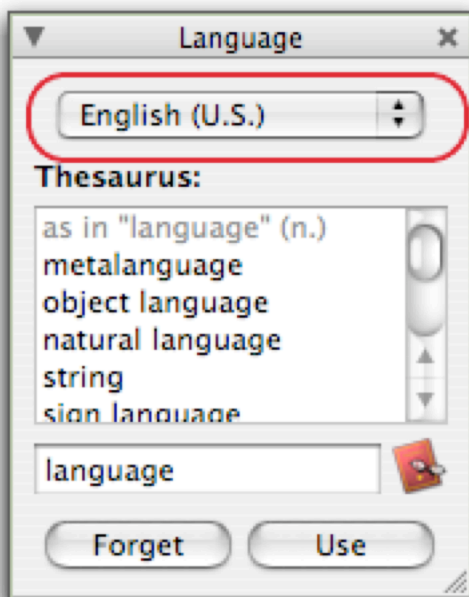 Language
English (U.S.)
Thesaurus:
as in "language" (n.)
metalanguage
object language
natural language
string
sign language
language
Forget
Use